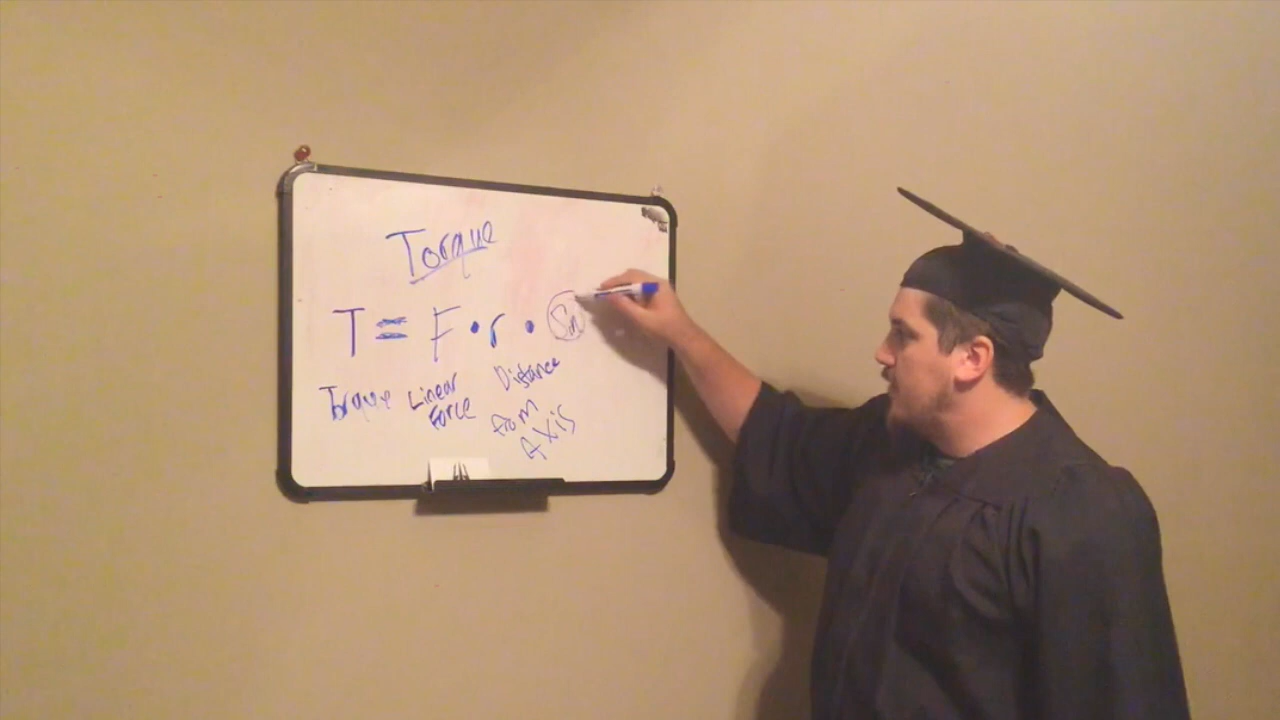 Torque
T = F • r • Sin
Torque Linear Force Distance from Axis